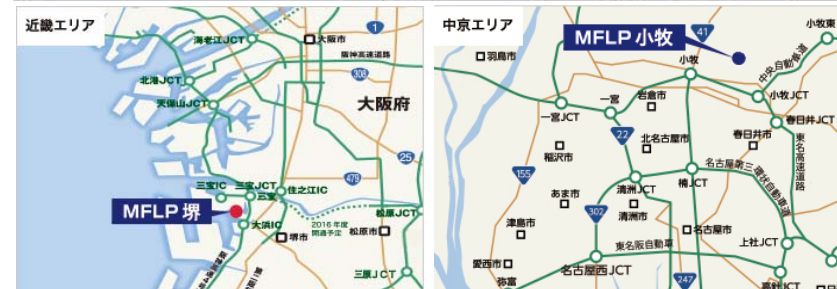 近畿エリア
海老江JCT
大阪市
1
阪神高速道路
308
北港JCT
天保山JCT
大阪府
25
479
三宝IC
三宝JCT
三宝
住之江IC
MFLP 堺
大浜IC
2016年度
開通予定
松原JCT
堺市
松原市
三原JCT
中京エリア
41
小牧東
MFLP 小牧
羽島市
小牧
中央自動車道
小牧JCT
一宮JCT
一宮
岩倉市
春日井JCT
22
北名古屋市
春日井市
東名高速道路
稲沢市
155
名古屋第二環状自動車道
清洲JCT
楠JCT
あま市
302
清洲市
津島市
名古屋市
東名阪自動車
上社JCT
愛西市
名古屋西JCT
弥富
247
高針JCT